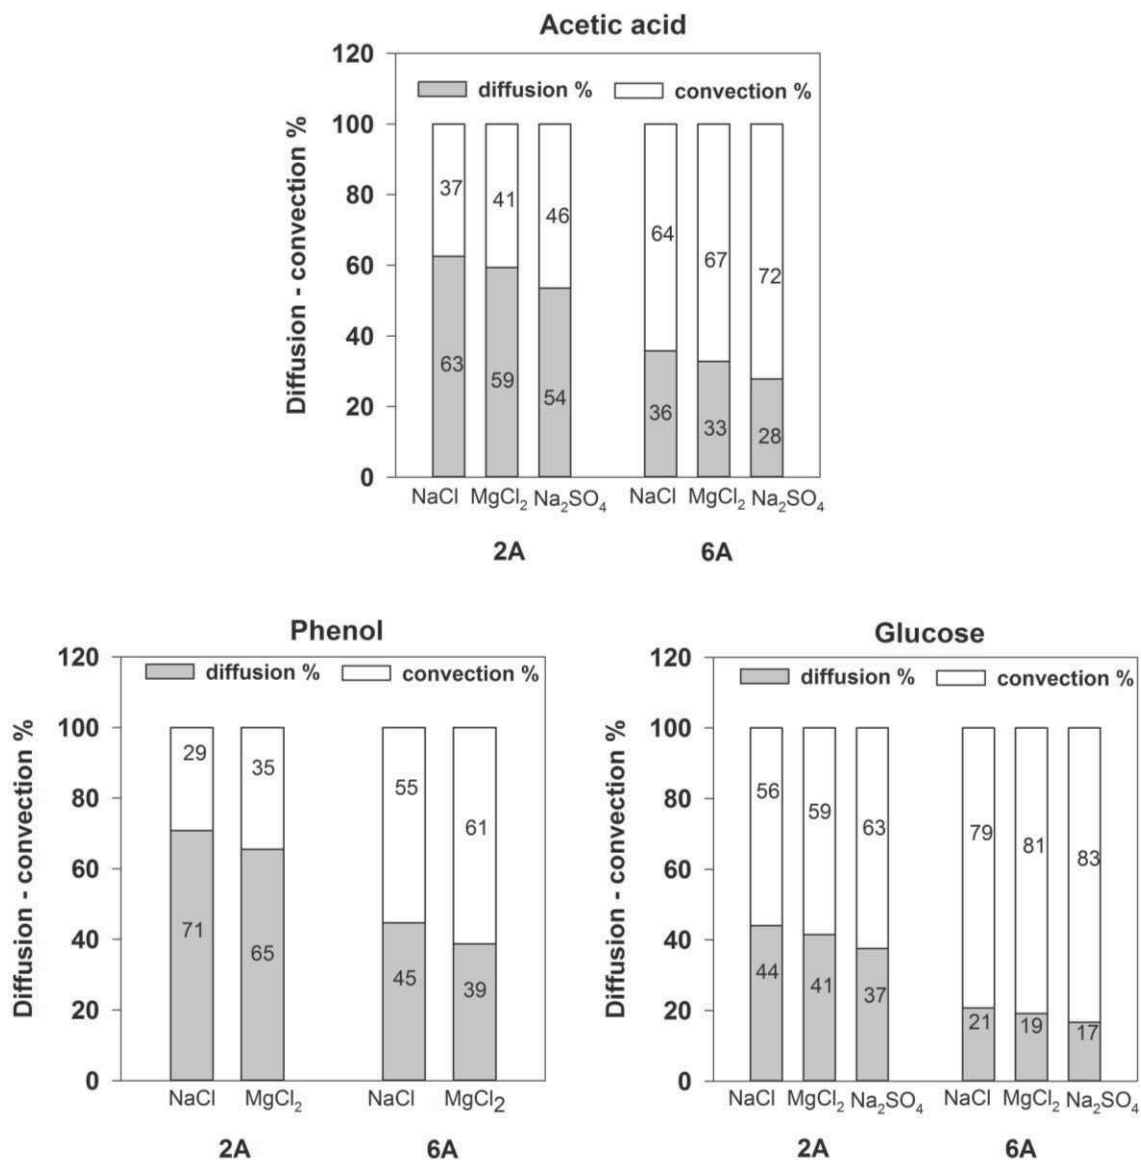 Acetic acid
120
diffusion % convection %
100
80
60
40
20
0
Diffusion - convection %
37 41 46 64 67 72
63 59 54 36 33 28
NaCl MgCl₂ Na₂SO₄ NaCl MgCl₂ Na₂SO₄
2A 6A
Phenol
120
diffusion % convection %
100
80
60
40
20
0
Diffusion - convection %
29 35 55 61
71 65 45 39
NaCl MgCl₂ NaCl MgCl2
2A 6A
Glucose
120
diffusion % convection %
100
80
60
40
20
0
Diffusion - convection %
56 59 63 79 81 83
44 41 37 21 19 17
NaCl MgCl₂ Na₂SO₄ NaCl MgCl₂ Na₂SO₄
2A 6A